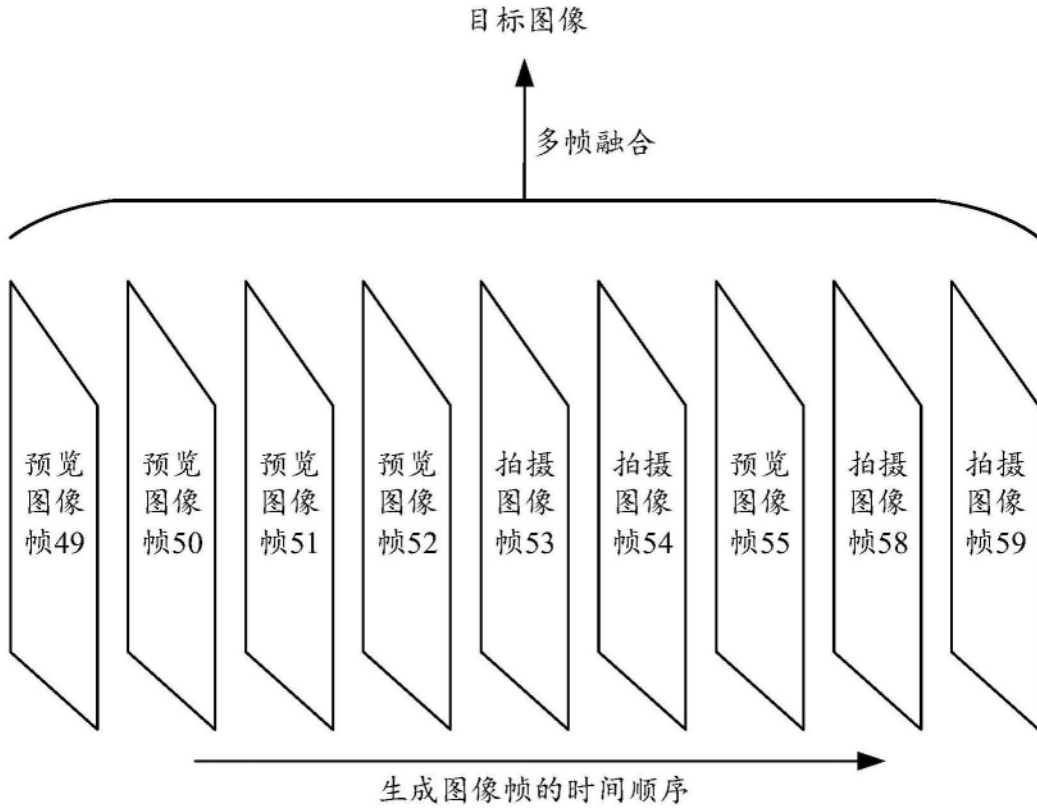 目标图像
多帧融合
预览
图像
帧49
预览
图像
帧50
预览
图像
帧51
预览
图像
帧52
拍摄
图像
帧53
拍摄
图像
帧54
预览
图像
帧55
拍摄
图像
帧58
拍摄
图像
帧59
生成图像帧的时间顺序